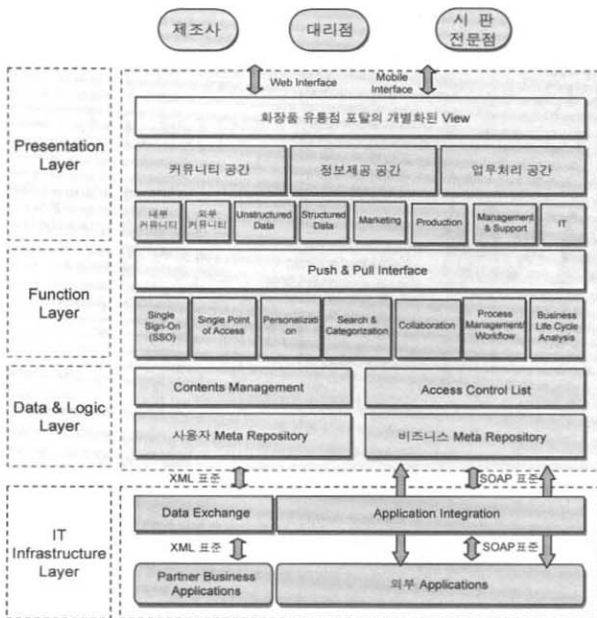 제조사
대리점
시 판
전문점
Web Interface
Mobile
Interface
Presentation
Layer
화장품 유통점 포탈의 개별화된 View
커뮤니티 공간
정보제공 공간
업무처리 공간
내부
커뮤니티
외부
커뮤니티
Unstructured
Data
Structured
Data
Marketing
Production
Management
& Support
IT
Function
Layer
Push & Pull Interface
Single
Sign-On
(SSO)
Single Point
of Access
Personalizati
on
Search &
Categorization
Collaboration
Process
Management/
Workflow
Business
Life Cycle
Analysis
Data & Logic
Layer
Contents Management
Access Control List
사용자 Meta Repository
비즈니스 Meta Repository
XML 표준
SOAP 표준
IT
Infrastructure
Layer
Data Exchange
Application Integration
XML 표준
SOAP표준
Partner Business
Applications
외부 Applications